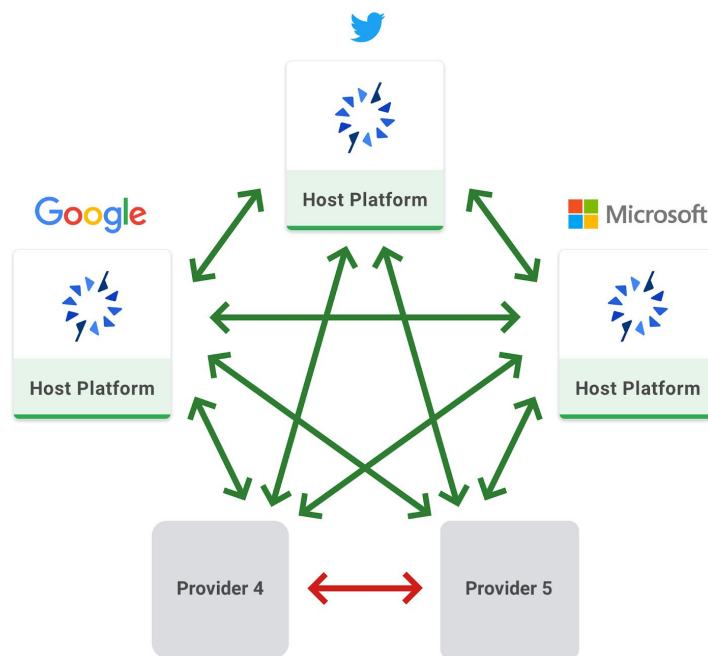 Host Platform
Google
Microsoft
Host Platform
Host Platform
Provider 4
Provider 5